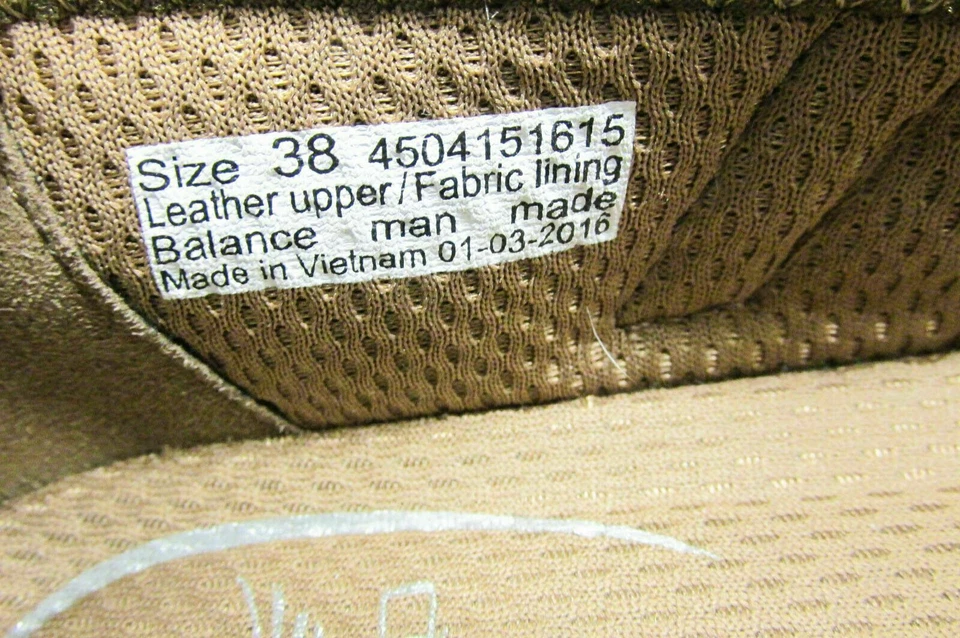 Size 38 4504151615
Leather upper/Fabric lining
Balance man made
Made in Vietnam 01-03-2016